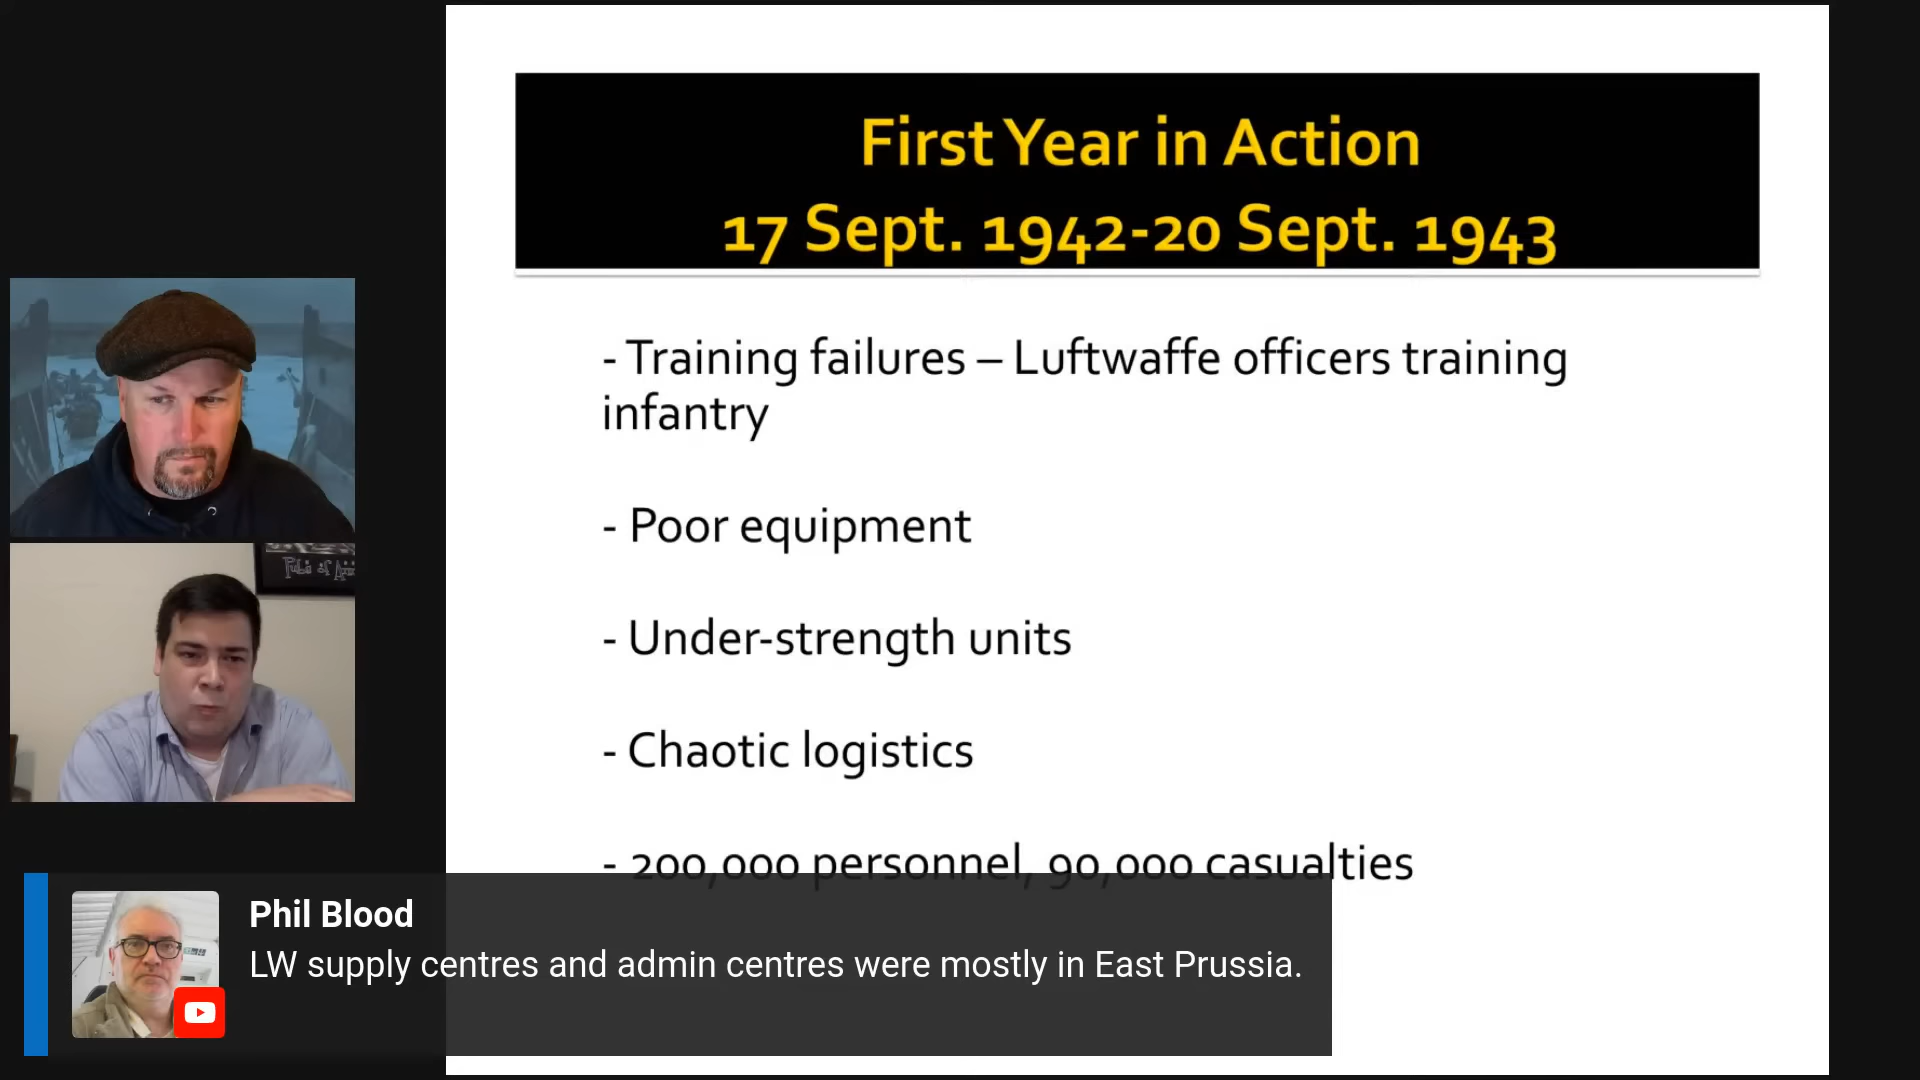 First Year in Action
17 Sept. 1942-20 Sept. 1943
- Training failures – Luftwaffe officers training
infantry
- Poor equipment
- Under-strength units
- Chaotic logistics
- 200,000 personnel, 90,000 casualties
Pubs of
Phil Blood
LW supply centres and admin centres were mostly in East Prussia.